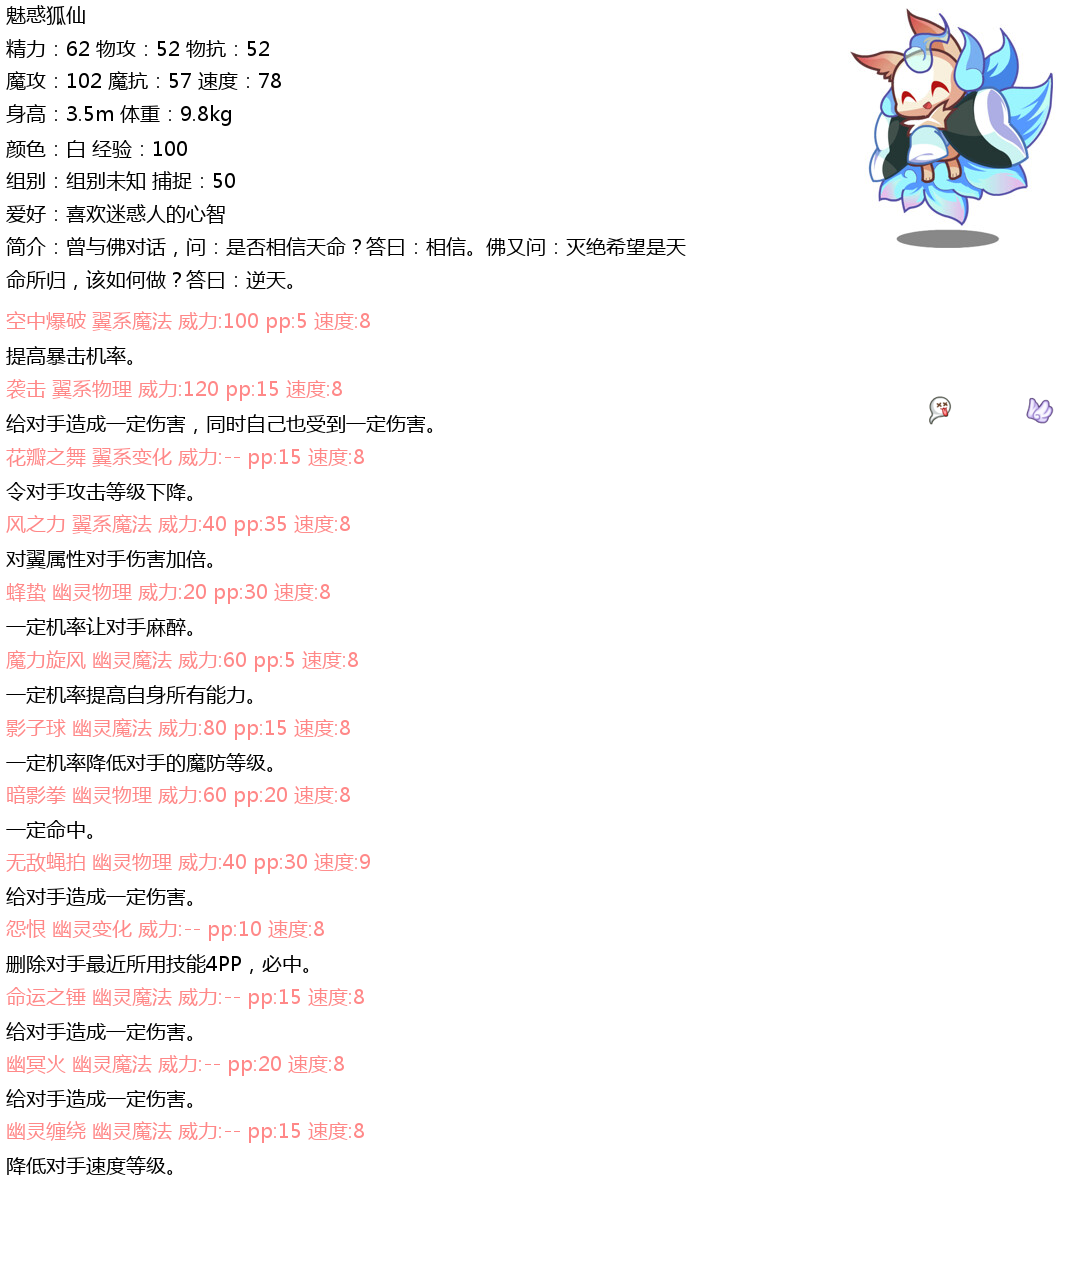 魅惑狐仙
精力：62 物攻：52 物抗：52
魔攻：102 魔抗：57 速度：78
身高：3.5m 体重：9.8kg
颜色：白 经验：100
组别：组别未知 捕捉：50
爱好：喜欢迷惑人的心智
简介：曾与佛对话，问：是否相信天命？答曰：相信。佛又问：灭绝希望是天
命所归，该如何做？答曰：逆天。
空中爆破 翼系魔法 威力:100 pp:5 速度:8
提高暴击机率。
袭击 翼系物理 威力:120 pp:15 速度:8
给对手造成一定伤害，同时自己也受到一定伤害。
花瓣之舞 翼系变化 威力:-- pp:15 速度:8
令对手攻击等级下降。
风之力 翼系魔法 威力:40 pp:35 速度:8
对翼属性对手伤害加倍。
蜂蛰 幽灵物理 威力:20 pp:30 速度:8
一定机率让对手麻醉。
魔力旋风 幽灵魔法 威力:60 pp:5 速度:8
一定机率提高自身所有能力。
影子球 幽灵魔法 威力:80 pp:15 速度:8
一定机率降低对手的魔防等级。
暗影拳 幽灵物理 威力:60 pp:20 速度:8
一定命中。
无敌蝇拍 幽灵物理 威力:40 pp:30 速度:9
给对手造成一定伤害。
怨恨 幽灵变化 威力:-- pp:10 速度:8
删除对手最近所用技能4PP，必中。
命运之锤 幽灵魔法 威力:-- pp:15 速度:8
给对手造成一定伤害。
幽冥火 幽灵魔法 威力:-- pp:20 速度:8
给对手造成一定伤害。
幽灵缠绕 幽灵魔法 威力:-- pp:15 速度:8
降低对手速度等级。